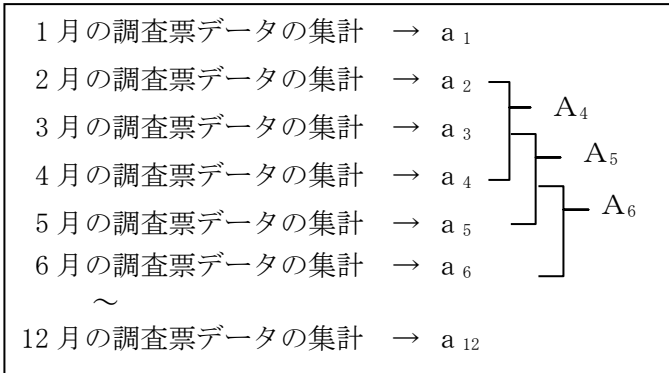 1月の調査票データの集計 → a₁
2月の調査票データの集計 → a₂
A₄
3月の調査票データの集計 → a₃
A₅
4月の調査票データの集計 → a₄
A₆
5月の調査票データの集計 → a₅
6月の調査票データの集計 → a₆
～
12月の調査票データの集計 → a₁₂